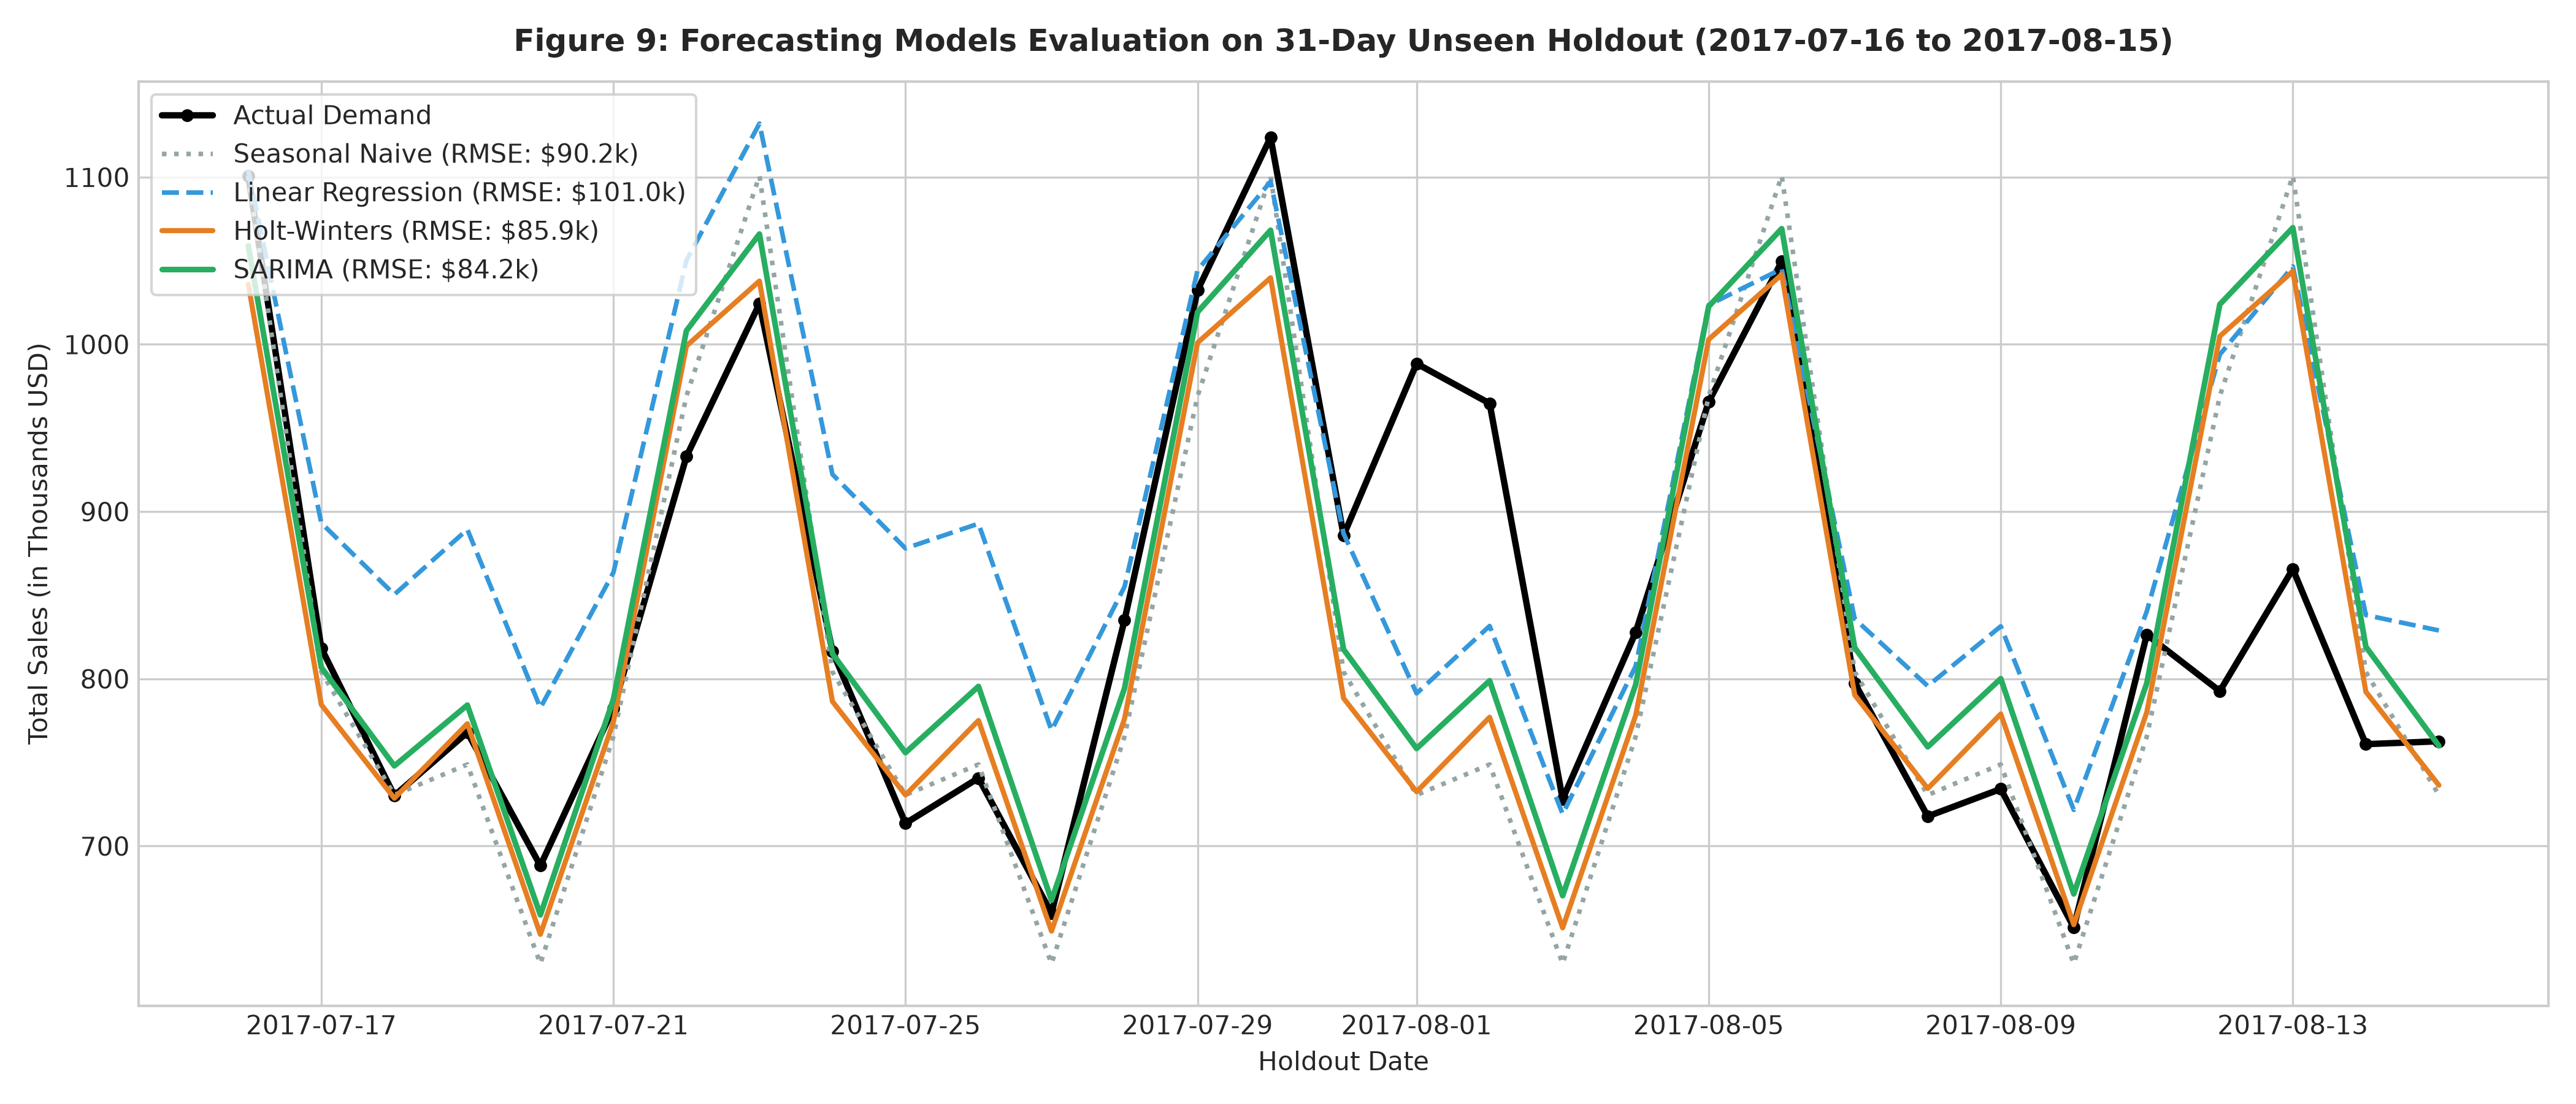 Figure 9: Forecasting Models Evaluation on 31-Day Unseen Holdout (2017-07-16 to 2017-08-15)
Actual Demand
Seasonal Naive (RMSE: $90.2k)
Linear Regression (RMSE: $101.0k)
Holt-Winters (RMSE: $85.9k)
SARIMA (RMSE: $84.2k)
Total Sales (in Thousands USD)
1100
1000
900
800
700
2017-07-17
2017-07-21
2017-07-25
2017-07-29
2017-08-01
2017-08-05
2017-08-09
2017-08-13
Holdout Date